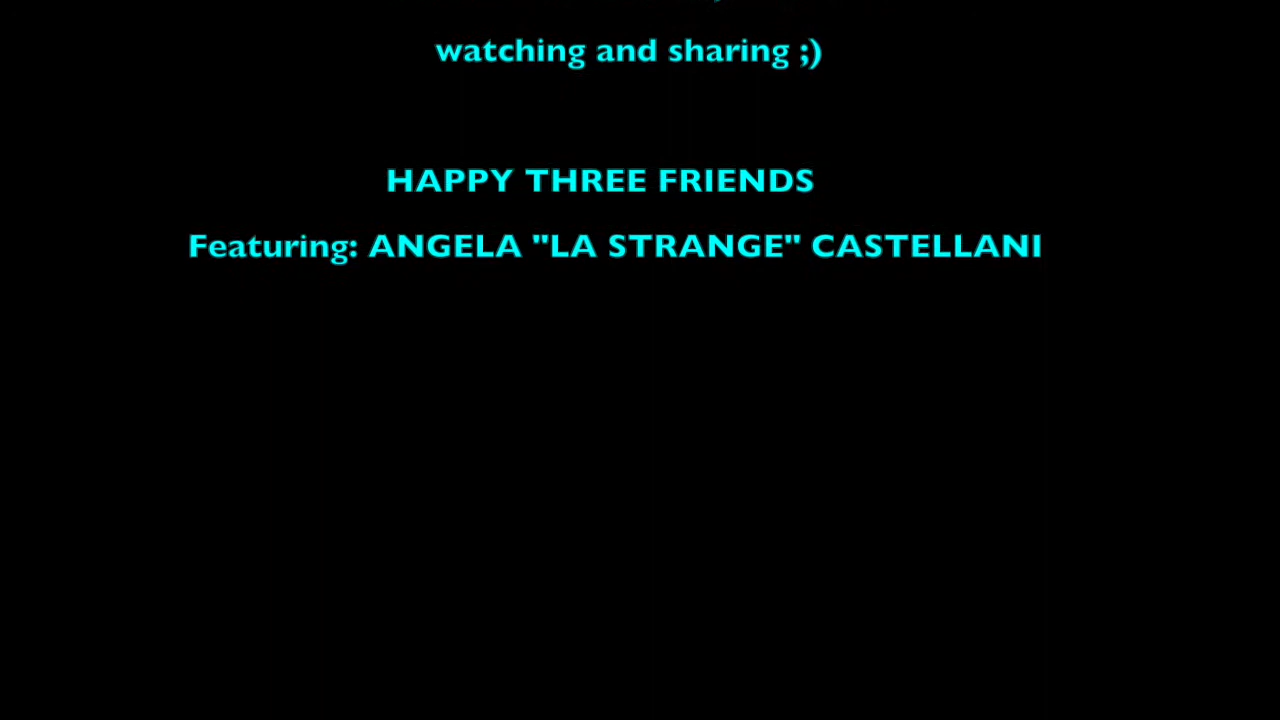 watching and sharing ;)
HAPPY THREE FRIENDS
Featuring: ANGELA "LA STRANGE" CASTELLANI